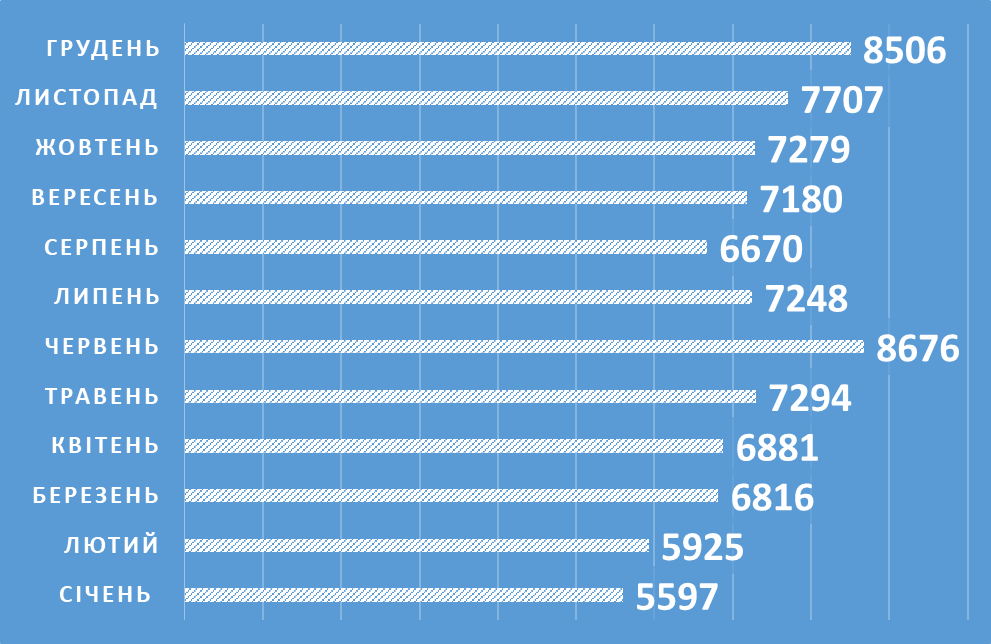 ГРУДЕНЬ 8506
ЛИСТОПАД 7707
ЖОВТЕНЬ 7279
ВЕРЕСЕНЬ 7180
СЕРПЕНЬ 6670
ЛИПЕНЬ 7248
ЧЕРВЕНЬ 8676
ТРАВЕНЬ 7294
КВІТЕНЬ 6881
БЕРЕЗЕНЬ 6816
ЛЮТИЙ 5925
СІЧЕНЬ 5597